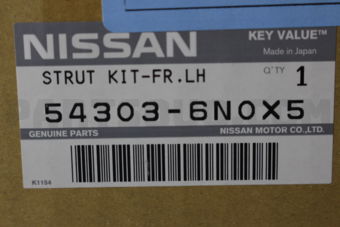 NISSAN
KEY VALUE™
Made in Japan
STRUT KIT-FR.LH
Q'TY 1
54303-6N0X5
GENUINE PARTS
NISSAN MOTOR CO.,LTD.
K1154